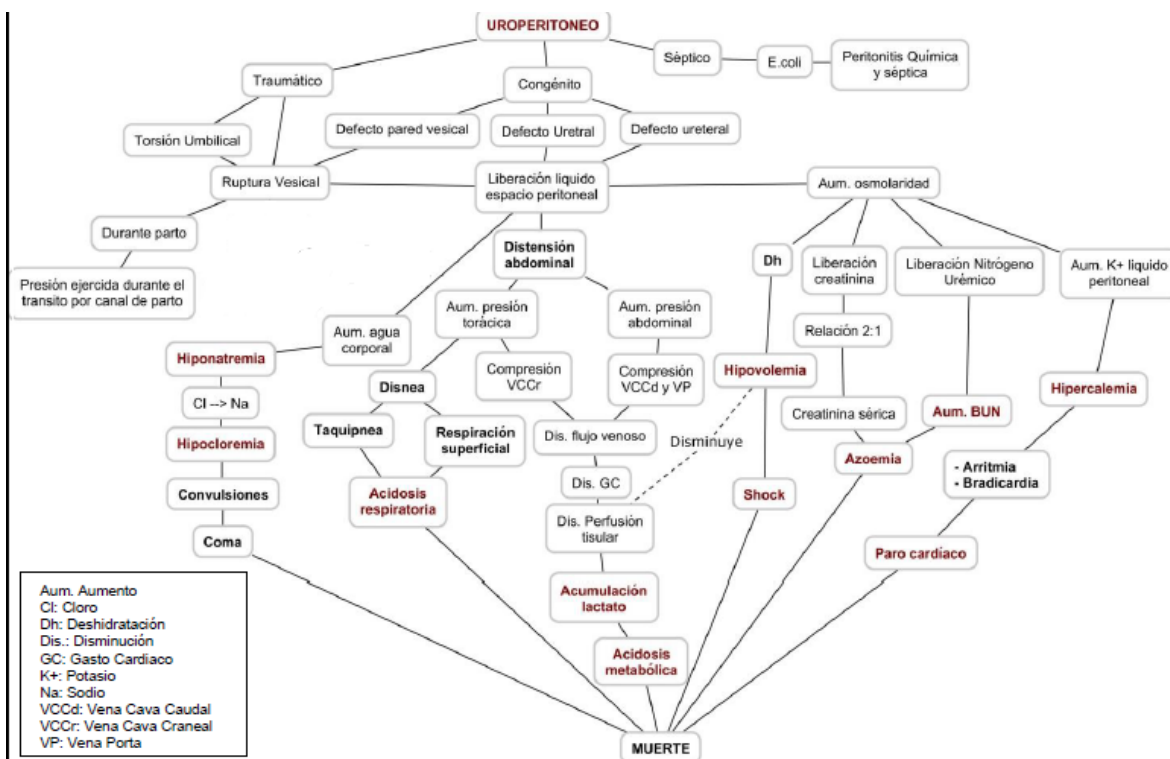 UROPERITONEO
Séptico
E.coli
Peritonitis Química
y séptica
Traumático
Congénito
Torsión Umbilical
Defecto pared vesical
Defecto Uretral
Defecto ureteral
Ruptura Vesical
Liberación liquido
espacio peritoneal
Aum. osmolaridad
Durante parto
Presión ejercida durante el
transito por canal de parto
Distensión
abdominal
Dh
Liberación
creatinina
Liberación Nitrógeno
Urémico
Aum. K+ liquido
peritoneal
Aum. agua
corporal
Aum. presión
torácica
Aum. presión
abdominal
Relación 2:1
Hiponatremia
Disnea
Compresión
VCCr
Compresión
VCCd y VP
Hipovolemia
Hipercalemia
Cl --> Na
Creatinina sérica
Aum. BUN
Hipocloremia
Taquipnea
Respiración
superficial
Dis. flujo venoso
Disminuye
Azoemia
- Arritmia
- Bradicardia
Convulsiones
Acidosis
respiratoria
Dis. GC
Shock
Coma
Dis. Perfusión
tisular
Paro cardíaco
Acumulación
lactato
Acidosis
metabólica
MUERTE
Aum. Aumento
Cl: Cloro
Dh: Deshidratación
Dis.: Disminución
GC: Gasto Cardiaco
K+: Potasio
Na: Sodio
VCCd: Vena Cava Caudal
VCCr: Vena Cava Craneal
VP: Vena Porta